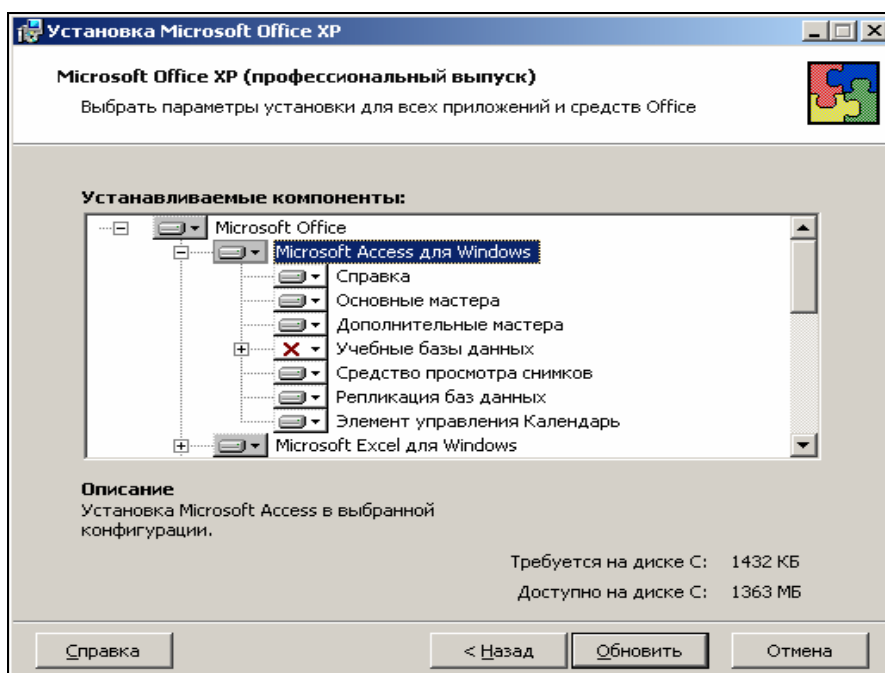 Установка Microsoft Office XP
Microsoft Office XP (профессиональный выпуск)
Выбрать параметры установки для всех приложений и средств Office
Устанавливаемые компоненты:
Microsoft Office
Microsoft Access для Windows
Справка
Основные мастера
Дополнительные мастера
Учебные базы данных
Средство просмотра снимков
Репликация баз данных
Элемент управления Календарь
Microsoft Excel для Windows
Описание
Установка Microsoft Access в выбранной
конфигурации.
Требуется на диске C: 1432 КБ
Доступно на диске C: 1363 МБ
Справка < Назад Обновить Отмена